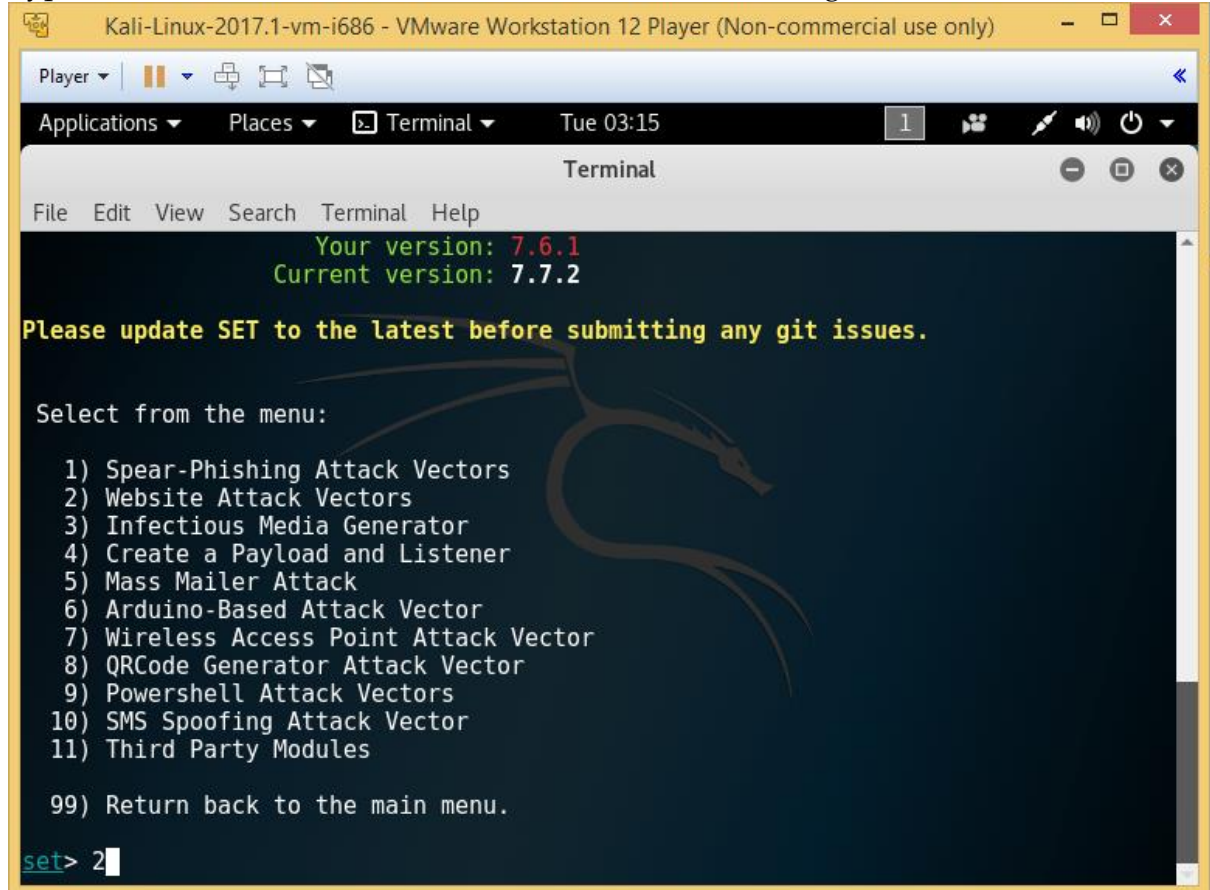 Kali-Linux-2017.1-vm-i686 - VMware Workstation 12 Player (Non-commercial use only)
Player
Applications Places Terminal Tue 03:15 1
Terminal
File Edit View Search Terminal Help
Your version: 7.6.1
Current version: 7.7.2
Please update SET to the latest before submitting any git issues.
Select from the menu:
1) Spear-Phishing Attack Vectors
2) Website Attack Vectors
3) Infectious Media Generator
4) Create a Payload and Listener
5) Mass Mailer Attack
6) Arduino-Based Attack Vector
7) Wireless Access Point Attack Vector
8) QRCode Generator Attack Vector
9) Powershell Attack Vectors
10) SMS Spoofing Attack Vector
11) Third Party Modules
99) Return back to the main menu.
set> 2